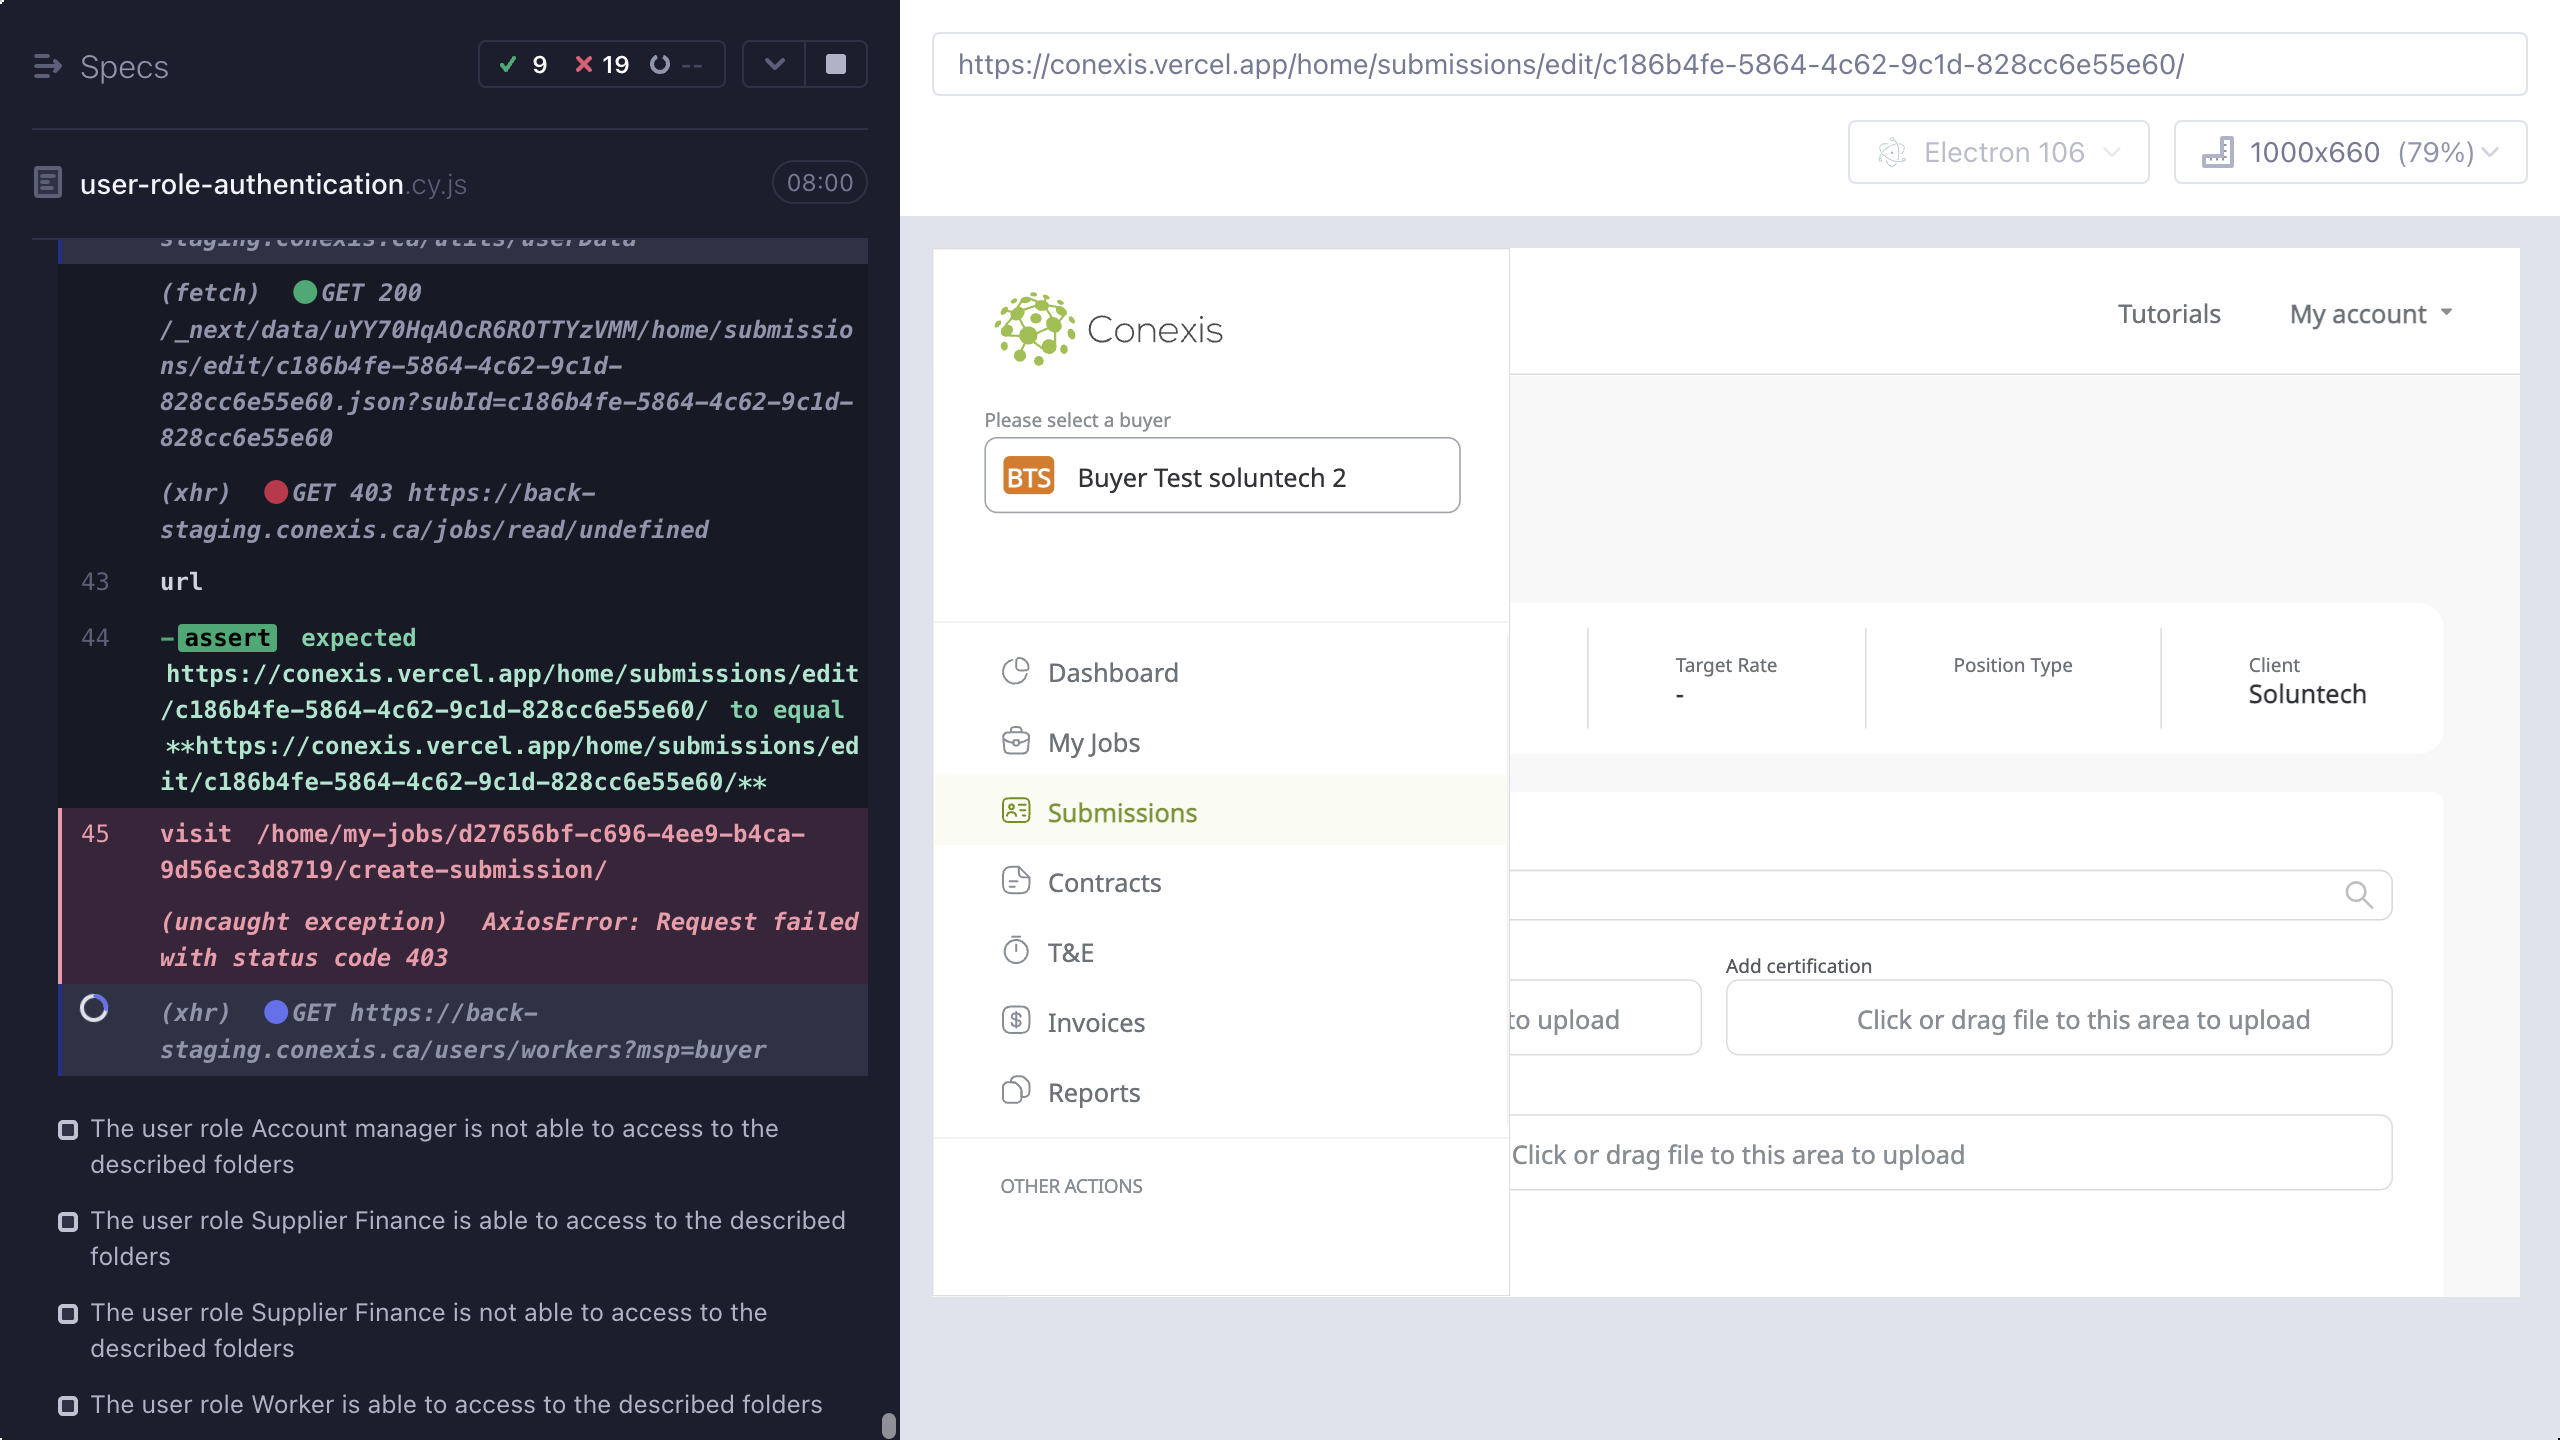 Specs
9 19 --
user-role-authentication.cy.js 08:00
staging.conexis.ca/utils/userData
(fetch) GET 200
/_next/data/uYY70HqAOcR6ROTTYzVMM/home/submissio
ns/edit/c186b4fe-5864-4c62-9c1d-
828cc6e55e60.json?subId=c186b4fe-5864-4c62-9c1d-
828cc6e55e60
(xhr) GET 403 https://back-
staging.conexis.ca/jobs/read/undefined
43 url
44 -assert expected
https://conexis.vercel.app/home/submissions/edit
/c186b4fe-5864-4c62-9c1d-828cc6e55e60/ to equal
**https://conexis.vercel.app/home/submissions/ed
it/c186b4fe-5864-4c62-9c1d-828cc6e55e60/**
45 visit /home/my-jobs/d27656bf-c696-4ee9-b4ca-
9d56ec3d8719/create-submission/
(uncaught exception) AxiosError: Request failed
with status code 403
(xhr) GET https://back-
staging.conexis.ca/users/workers?msp=buyer
The user role Account manager is not able to access to the
described folders
The user role Supplier Finance is able to access to the described
folders
The user role Supplier Finance is not able to access to the
described folders
The user role Worker is able to access to the described folders
https://conexis.vercel.app/home/submissions/edit/c186b4fe-5864-4c62-9c1d-828cc6e55e60/
Electron 106
1000x660 (79%)
Conexis
Tutorials
My account
Please select a buyer
BTS Buyer Test soluntech 2
Dashboard
My Jobs
Submissions
Contracts
T&E
Invoices
Reports
OTHER ACTIONS
Target Rate
-
Position Type
Client
Soluntech
Add certification
to upload
Click or drag file to this area to upload
Click or drag file to this area to upload